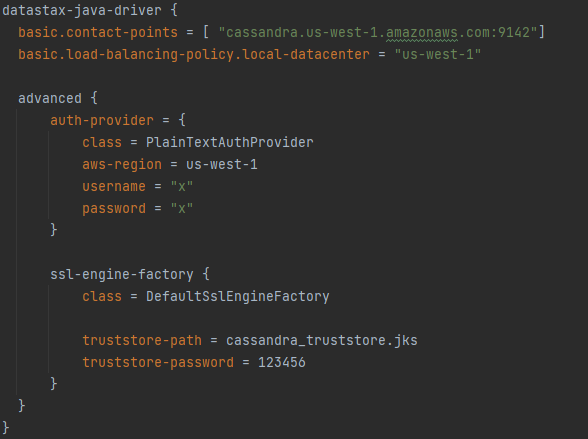 datastax-java-driver {
basic.contact-points = [ "cassandra.us-west-1.amazonaws.com:9142"]
basic.load-balancing-policy.local-datacenter = "us-west-1"
advanced {
auth-provider = {
class = PlainTextAuthProvider
aws-region = us-west-1
username = "x"
password = "x"
}
ssl-engine-factory {
class = DefaultSslEngineFactory
truststore-path = cassandra_truststore.jks
truststore-password = 123456
}
}
}